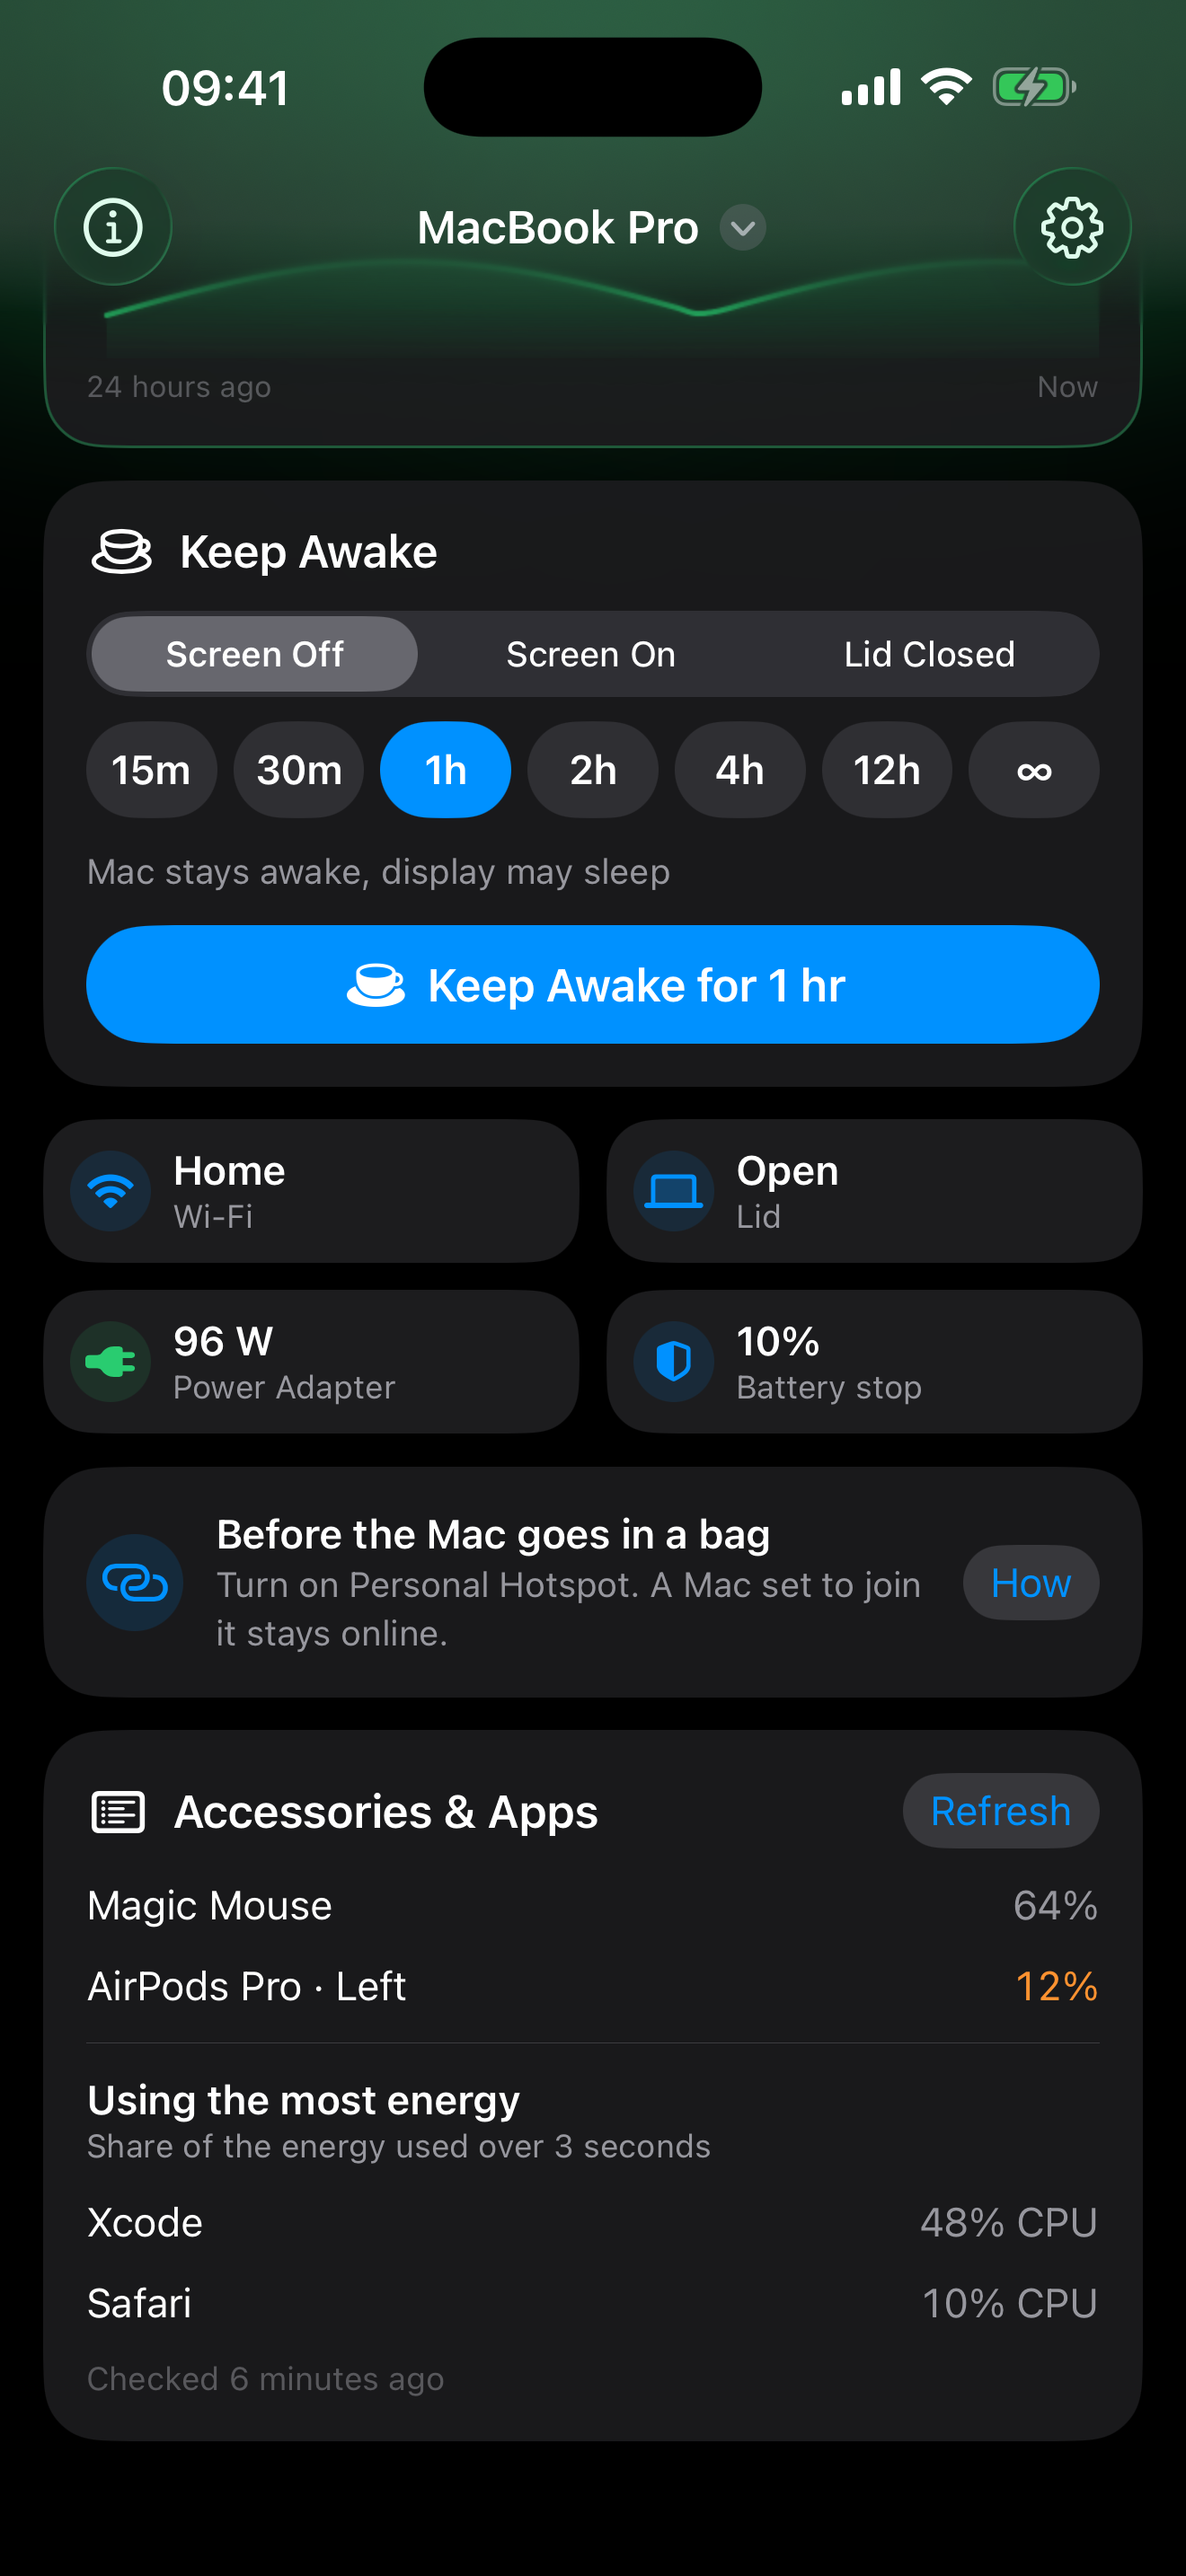 09:41
MacBook Pro
24 hours ago
Now
Keep Awake
Screen Off
Screen On
Lid Closed
15m
30m
1h
2h
4h
12h
∞
Mac stays awake, display may sleep
Keep Awake for 1 hr
Home
Wi-Fi
Open
Lid
96 W
Power Adapter
10%
Battery stop
Before the Mac goes in a bag
Turn on Personal Hotspot. A Mac set to join
it stays online.
How
Accessories & Apps
Refresh
Magic Mouse
64%
AirPods Pro · Left
12%
Using the most energy
Share of the energy used over 3 seconds
Xcode
48% CPU
Safari
10% CPU
Checked 6 minutes ago